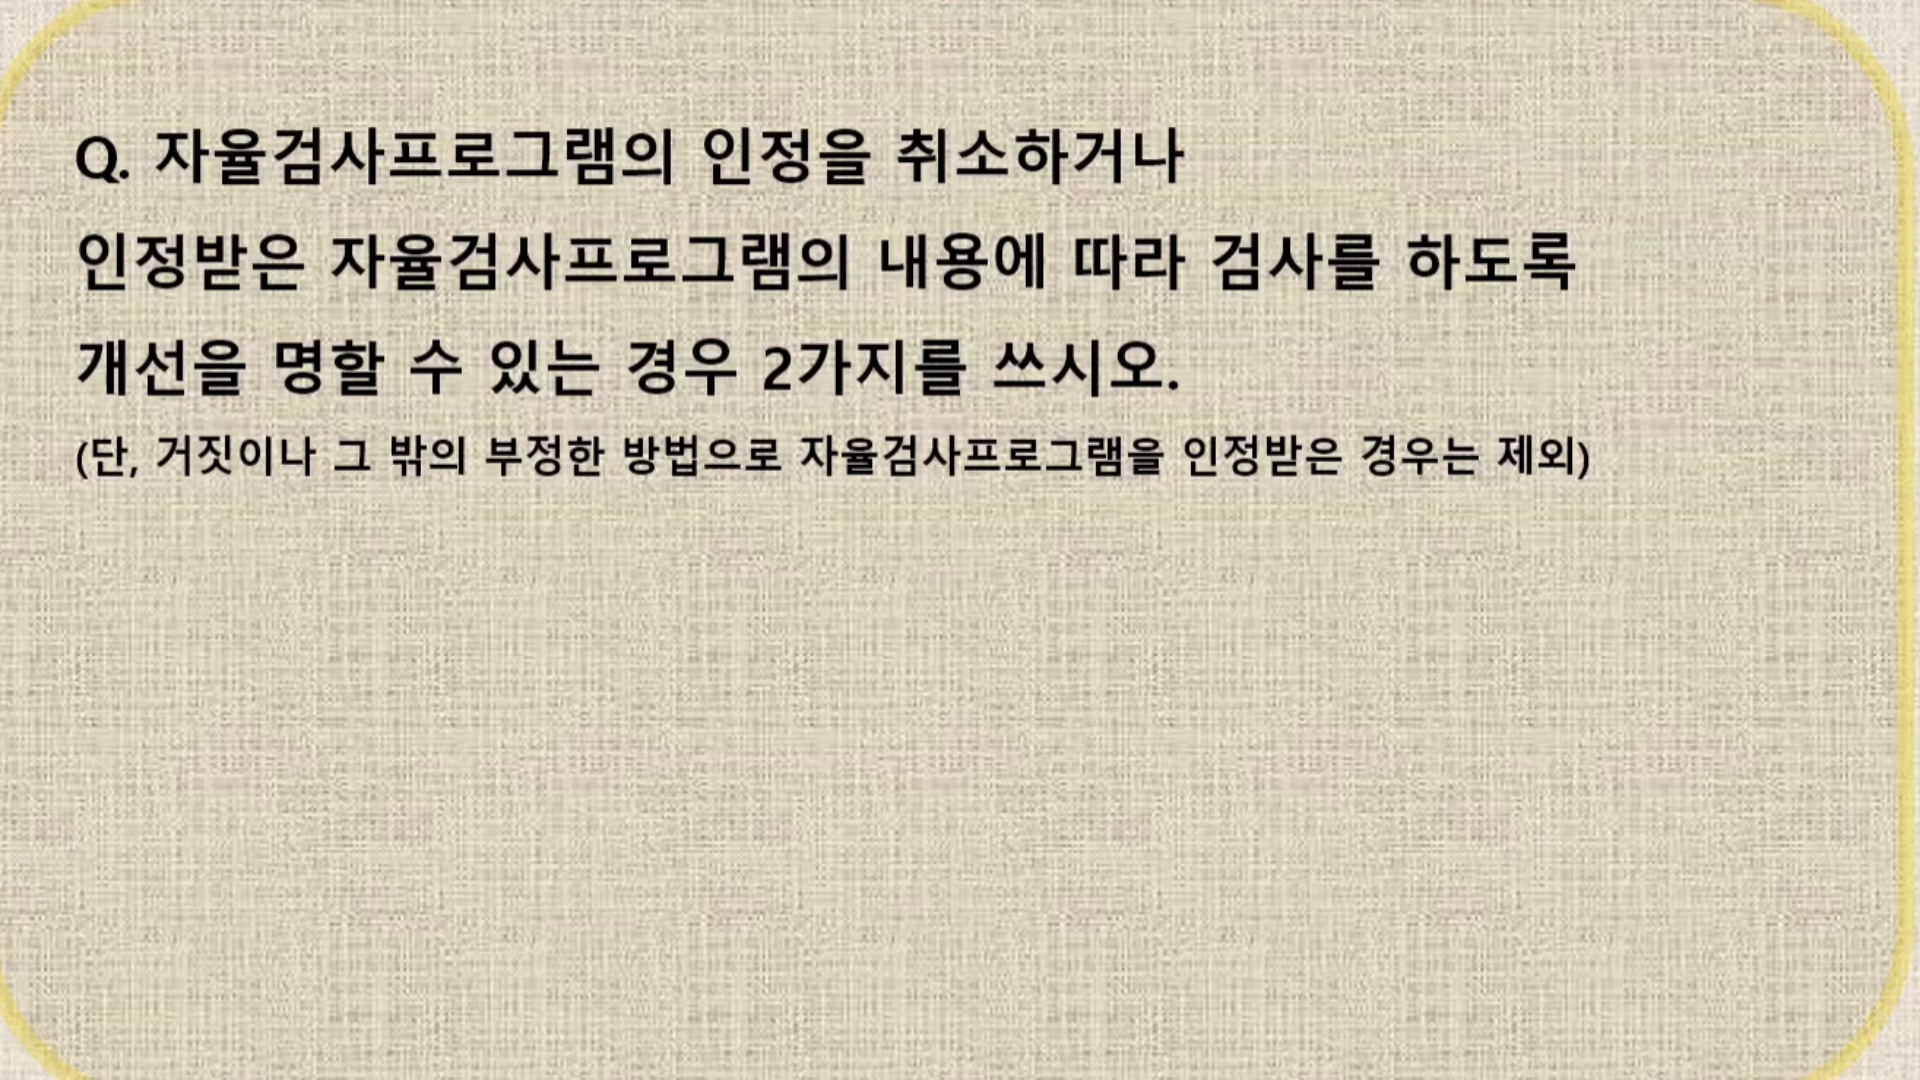 Q. 자율검사프로그램의 인정을 취소하거나
인정받은 자율검사프로그램의 내용에 따라 검사를 하도록
개선을 명할 수 있는 경우 2가지를 쓰시오.
(단, 거짓이나 그 밖의 부정한 방법으로 자율검사프로그램을 인정받은 경우는 제외)